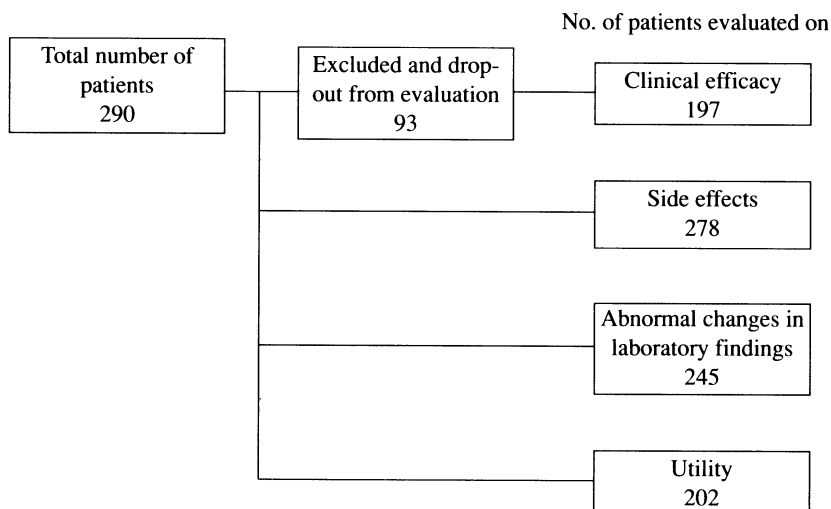 No. of patients evaluated on
Total number of
patients
290
Excluded and drop-
out from evaluation
93
Clinical efficacy
197
Side effects
278
Abnormal changes in
laboratory findings
245
Utility
202